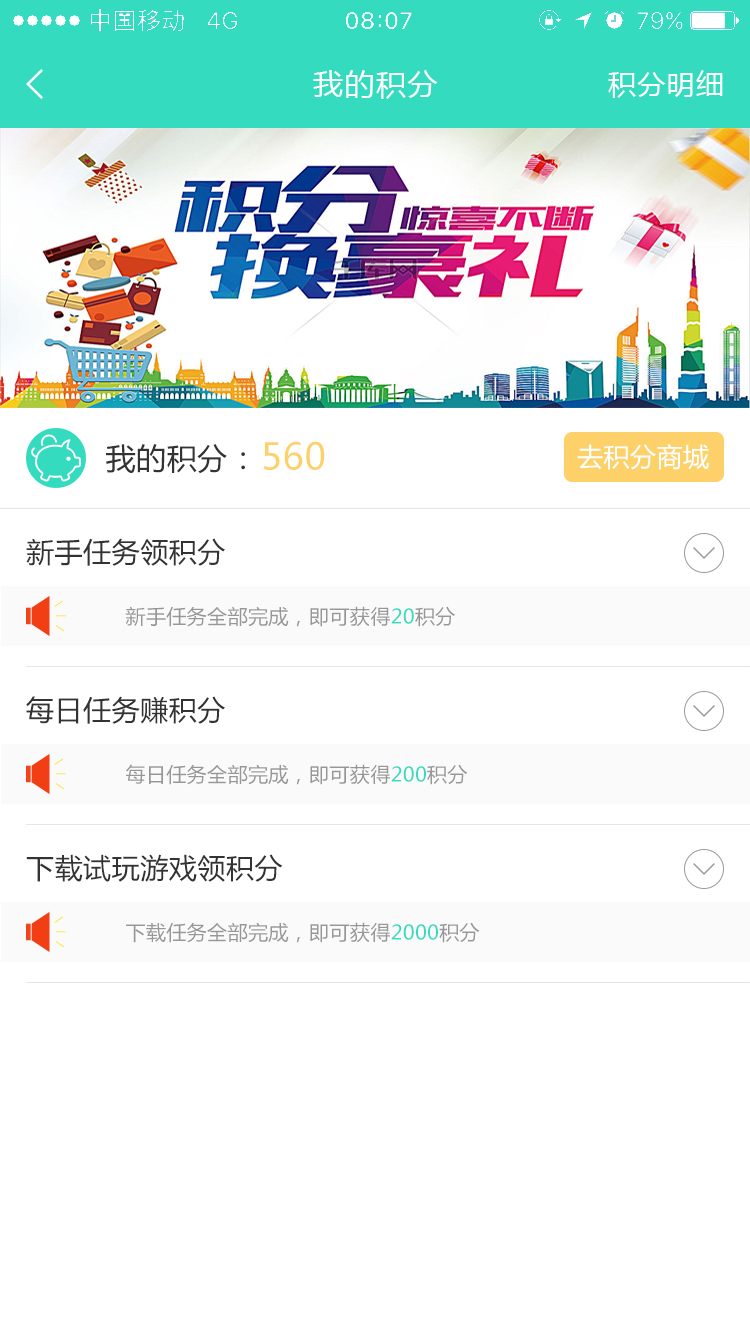 中国移动 4G 08:07 79%
我的积分 积分明细
积分 惊喜不断
换豪礼
我的积分：560 去积分商城
新手任务领积分
新手任务全部完成，即可获得20积分
每日任务赚积分
每日任务全部完成，即可获得200积分
下载试玩游戏领积分
下载任务全部完成，即可获得2000积分